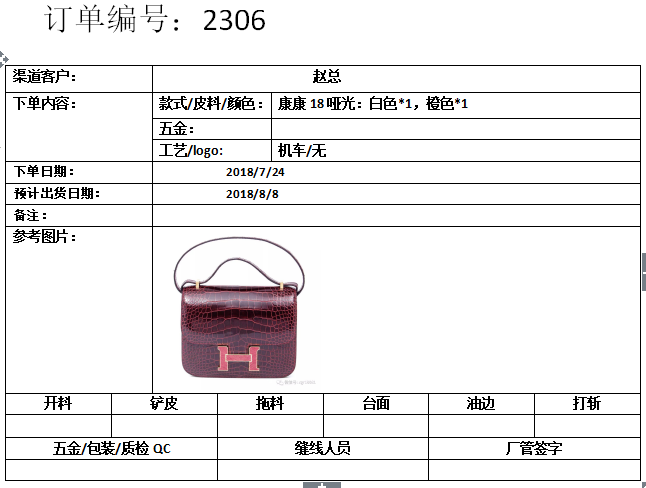 订单编号：2306
渠道客户： 赵总
下单内容： 款式/皮料/颜色： 康康 18 哑光：白色*1，橙色*1
五金：
工艺/logo: 机车/无
下单日期： 2018/7/24
预计出货日期： 2018/8/8
备注：
参考图片：
开料 铲皮 拖料 台面 油边 打斩
五金/包装/质检 QC 缝线人员 厂管签字